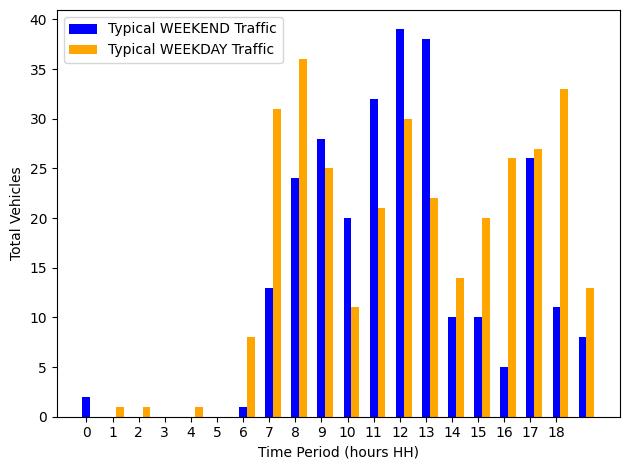 Typical WEEKEND Traffic
Typical WEEKDAY Traffic
40
35
30
25
20
15
10
5
0
Total Vehicles
0 1 2 3 4 5 6 7 8 9 10 11 12 13 14 15 16 17 18
Time Period (hours HH)